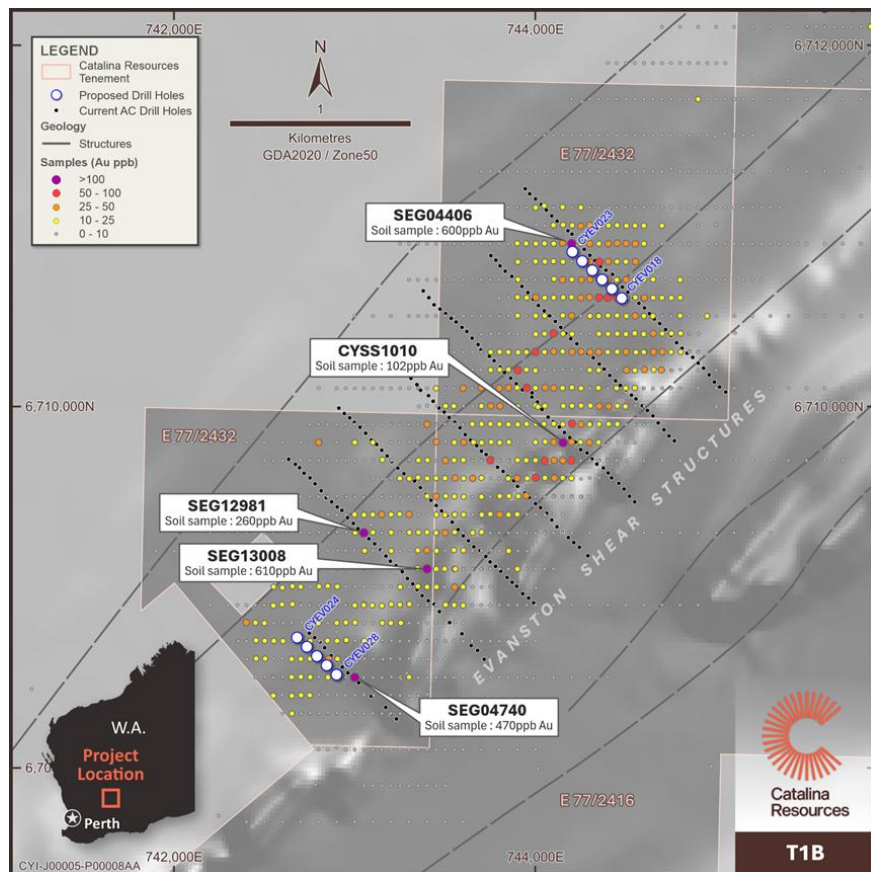 742,000E
744,000E
6,712,000N
LEGEND
Catalina Resources
Tenement
Proposed Drill Holes
Current AC Drill Holes
Geology
Structures
Samples (Au ppb)
>100
50 - 100
25 - 50
10 - 25
0 - 10
N
1
Kilometres
GDA2020 / Zone50
E 77/2432
SEG04406
Soil sample : 600ppb Au
CYEV023
CYEV018
CYSS1010
Soil sample : 102ppb Au
6,710,000N
6,710,000N
E 77/2432
EVANSTON SHEAR STRUCTURES
SEG12981
Soil sample : 260ppb Au
SEG13008
Soil sample : 610ppb Au
CYEV024
CYEV028
SEG04740
Soil sample : 470ppb Au
W.A.
Project
Location
Perth
6,70
E 77/2416
Catalina
Resources
T1B
742,000E
744,000E
CYI-J00005-P00008AA